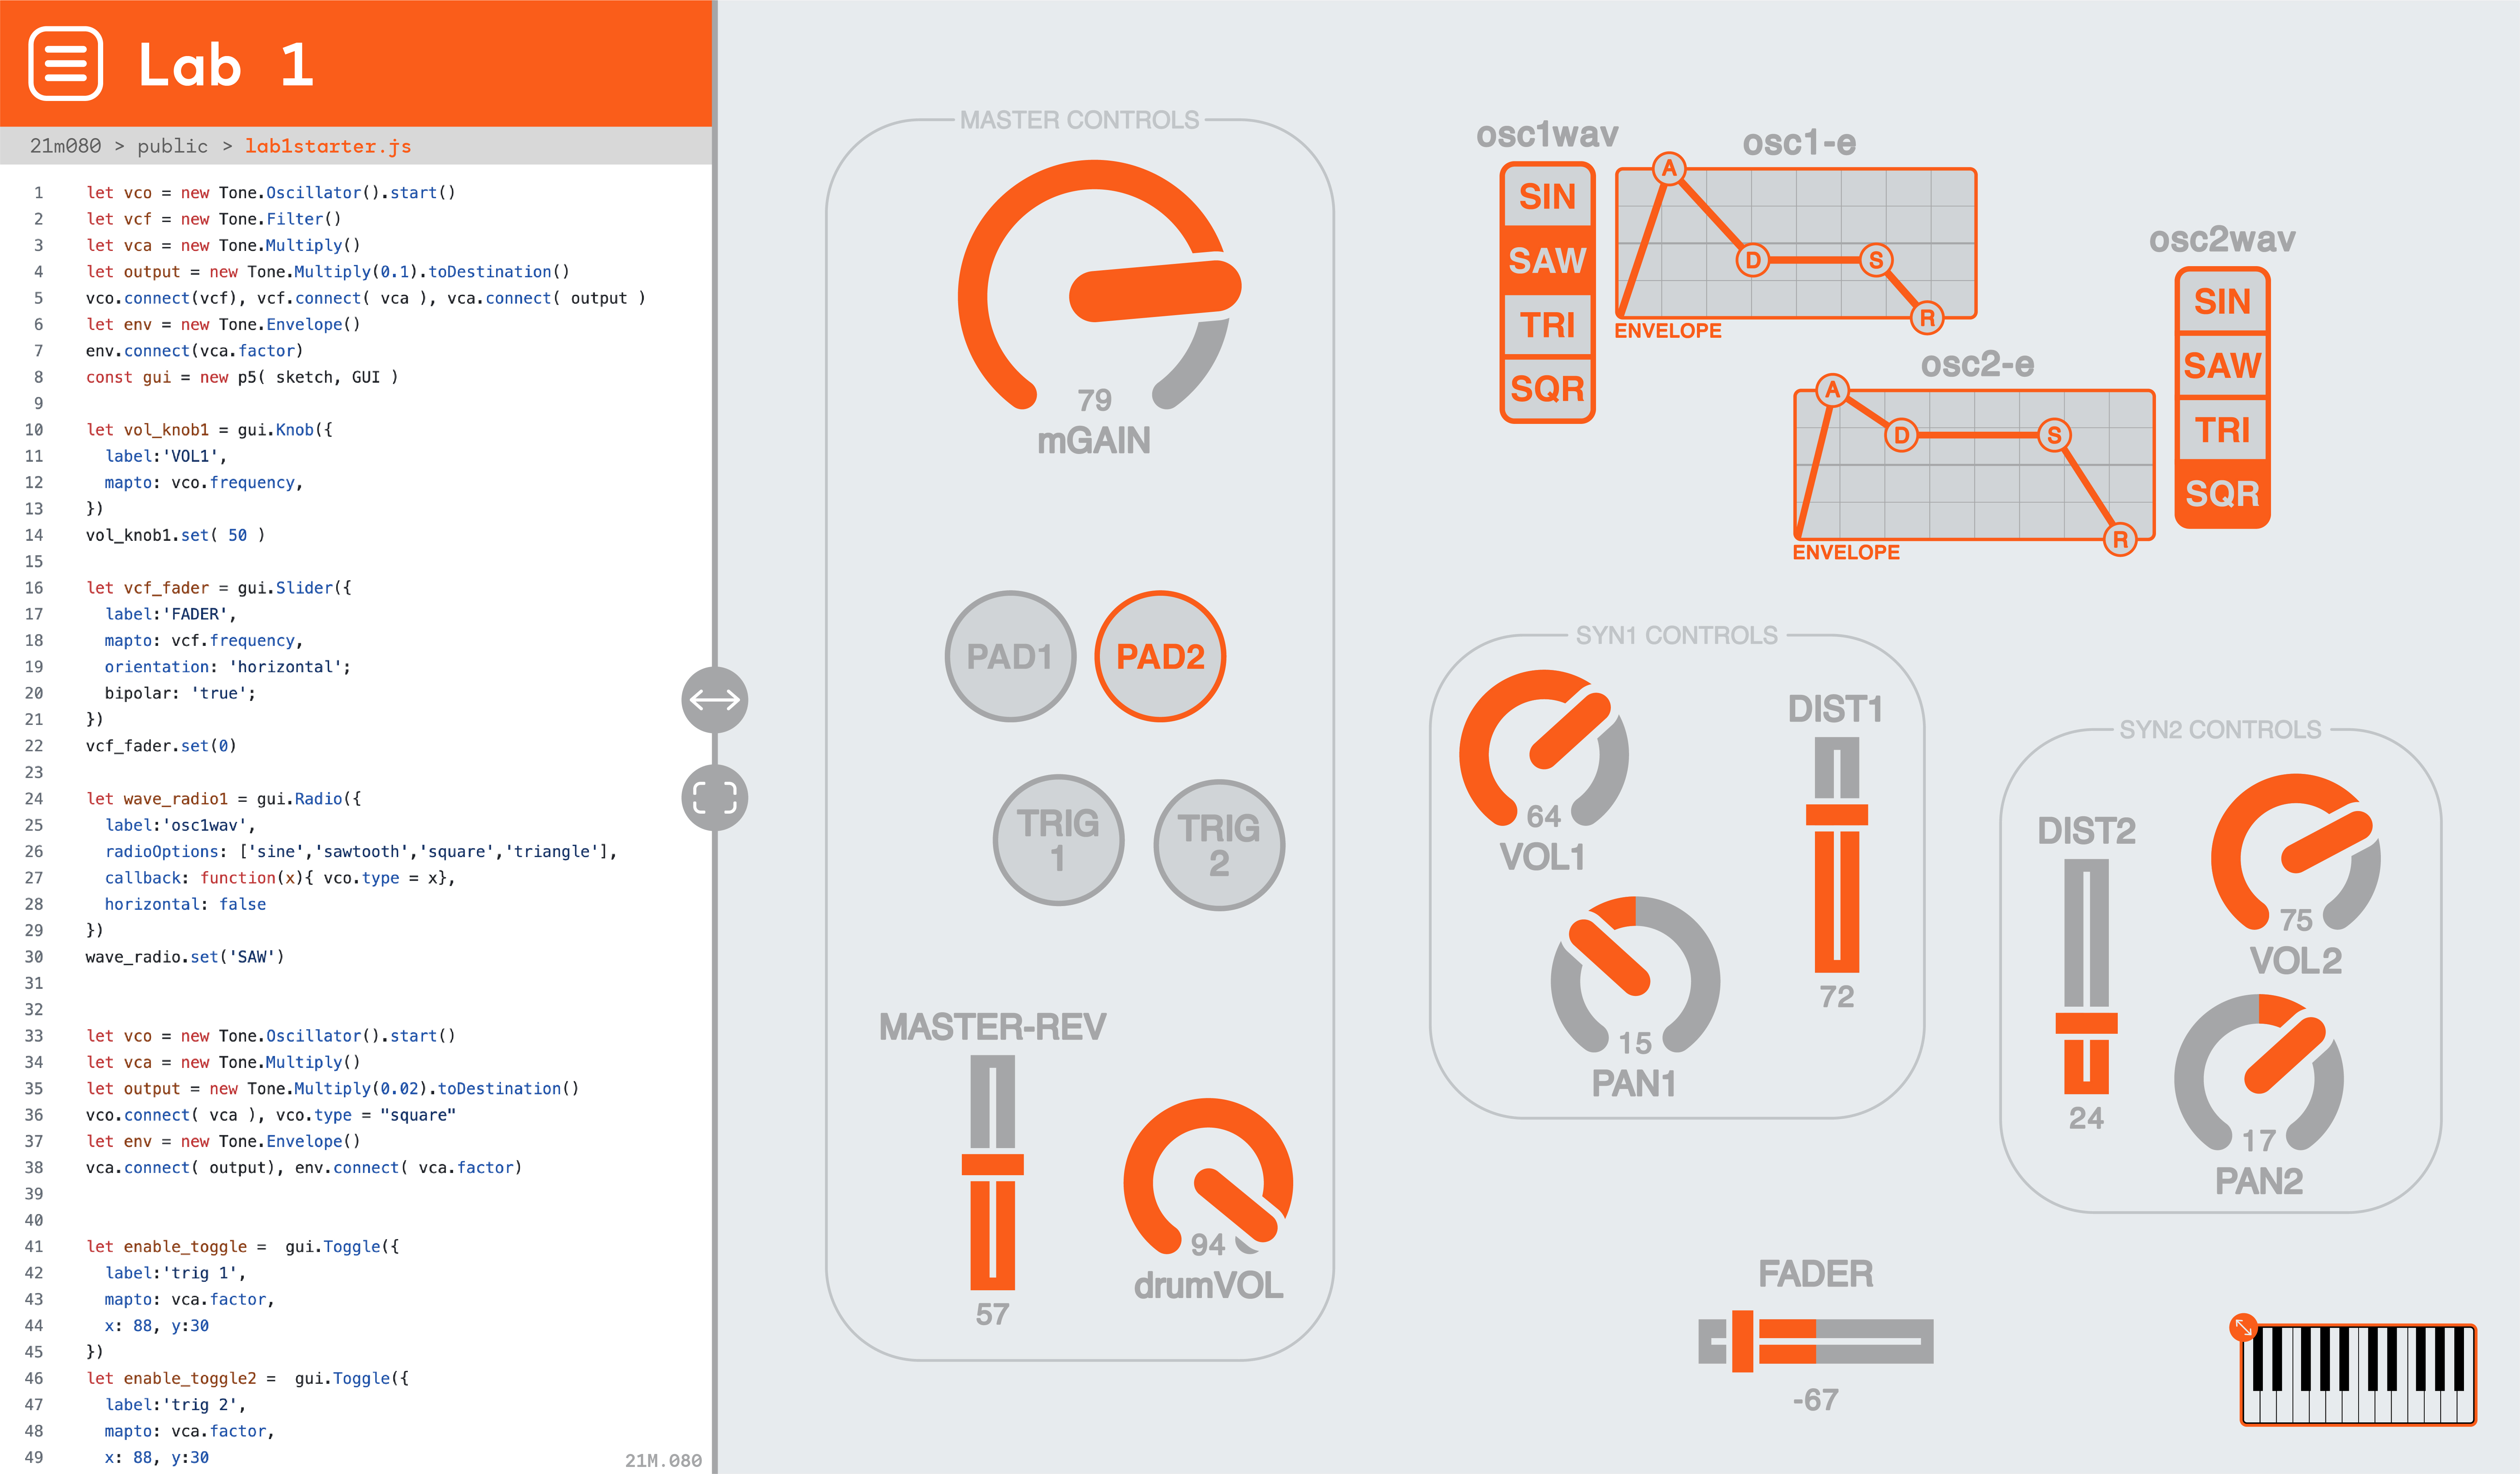 Lab 1
21m080 > public > lab1starter.js
1 let vco = new Tone.Oscillator().start()
2 let vcf = new Tone.Filter()
3 let vca = new Tone.Multiply()
4 let output = new Tone.Multiply(0.1).toDestination()
5 vco.connect(vcf), vcf.connect( vca ), vca.connect( output )
6 let env = new Tone.Envelope()
7 env.connect(vca.factor)
8 const gui = new p5( sketch, GUI )
9
10 let vol_knob1 = gui.Knob({
11 label:'VOL1',
12 mapto: vco.frequency,
13 })
14 vol_knob1.set( 50 )
15
16 let vcf_fader = gui.Slider({
17 label:'FADER',
18 mapto: vcf.frequency,
19 orientation: 'horizontal';
20 bipolar: 'true';
21 })
22 vcf_fader.set(0)
23
24 let wave_radio1 = gui.Radio({
25 label:'osc1wav',
26 radioOptions: ['sine','sawtooth','square','triangle'],
27 callback: function(x){ vco.type = x},
28 horizontal: false
29 })
30 wave_radio.set('SAW')
31
32
33 let vco = new Tone.Oscillator().start()
34 let vca = new Tone.Multiply()
35 let output = new Tone.Multiply(0.02).toDestination()
36 vco.connect( vca ), vco.type = "square"
37 let env = new Tone.Envelope()
38 vca.connect( output), env.connect( vca.factor)
39
40
41 let enable_toggle =  gui.Toggle({
42 label:'trig 1',
43 mapto: vca.factor,
44 x: 88, y:30
45 })
46 let enable_toggle2 =  gui.Toggle({
47 label:'trig 2',
48 mapto: vca.factor,
49 x: 88, y:30
21M.080
MASTER CONTROLS
79
mGAIN
PAD1
PAD2
TRIG
1
TRIG
2
MASTER-REV
57
94
drumVOL
osc1wav
SIN
SAW
TRI
SQR
osc1-e
A
D
S
R
ENVELOPE
osc2-e
A
D
S
R
ENVELOPE
osc2wav
SIN
SAW
TRI
SQR
SYN1 CONTROLS
64
VOL1
DIST1
72
15
PAN1
SYN2 CONTROLS
DIST2
24
75
VOL2
17
PAN2
FADER
-67